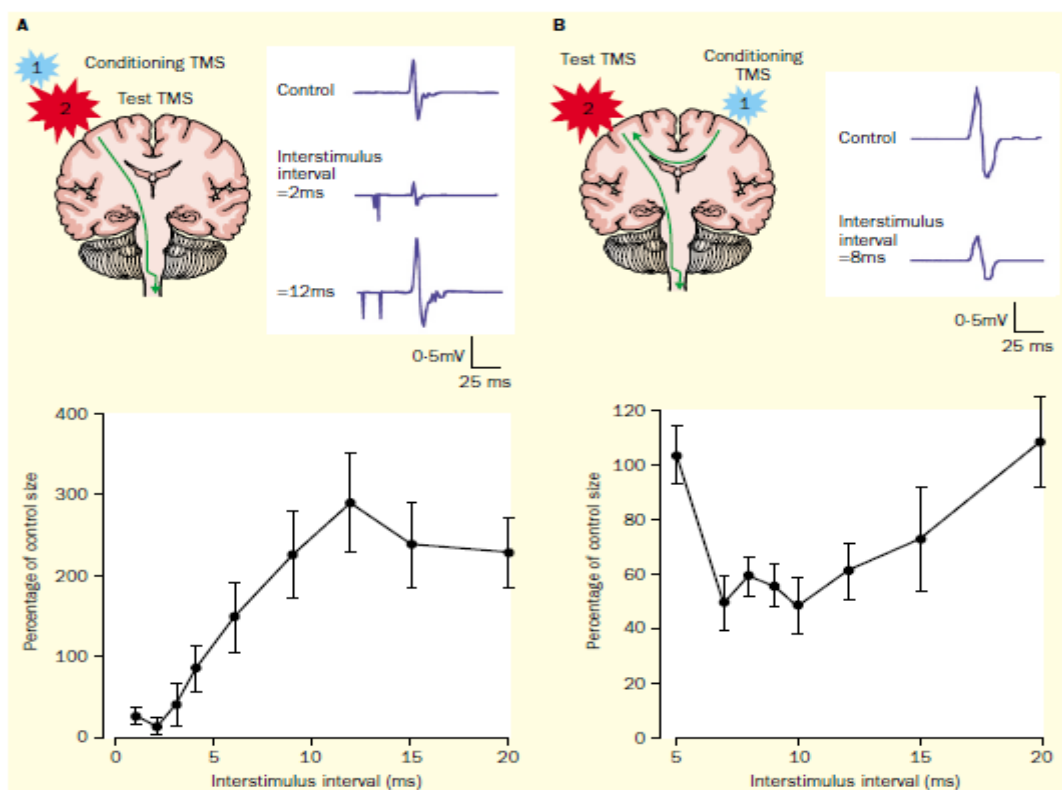 A
1
Conditioning TMS
2
Test TMS
Control
Interstimulus
interval
=2ms
=12ms
0-5mV
25 ms
400
300
200
100
0
Percentage of control size
0
5
10
15
20
Interstimulus interval (ms)
B
Test TMS
Conditioning
TMS
2
1
Control
Interstimulus
interval
=8ms
0-5mV
25 ms
120
100
80
60
40
20
0
Percentage of control size
5
10
15
20
Interstimulus interval (ms)